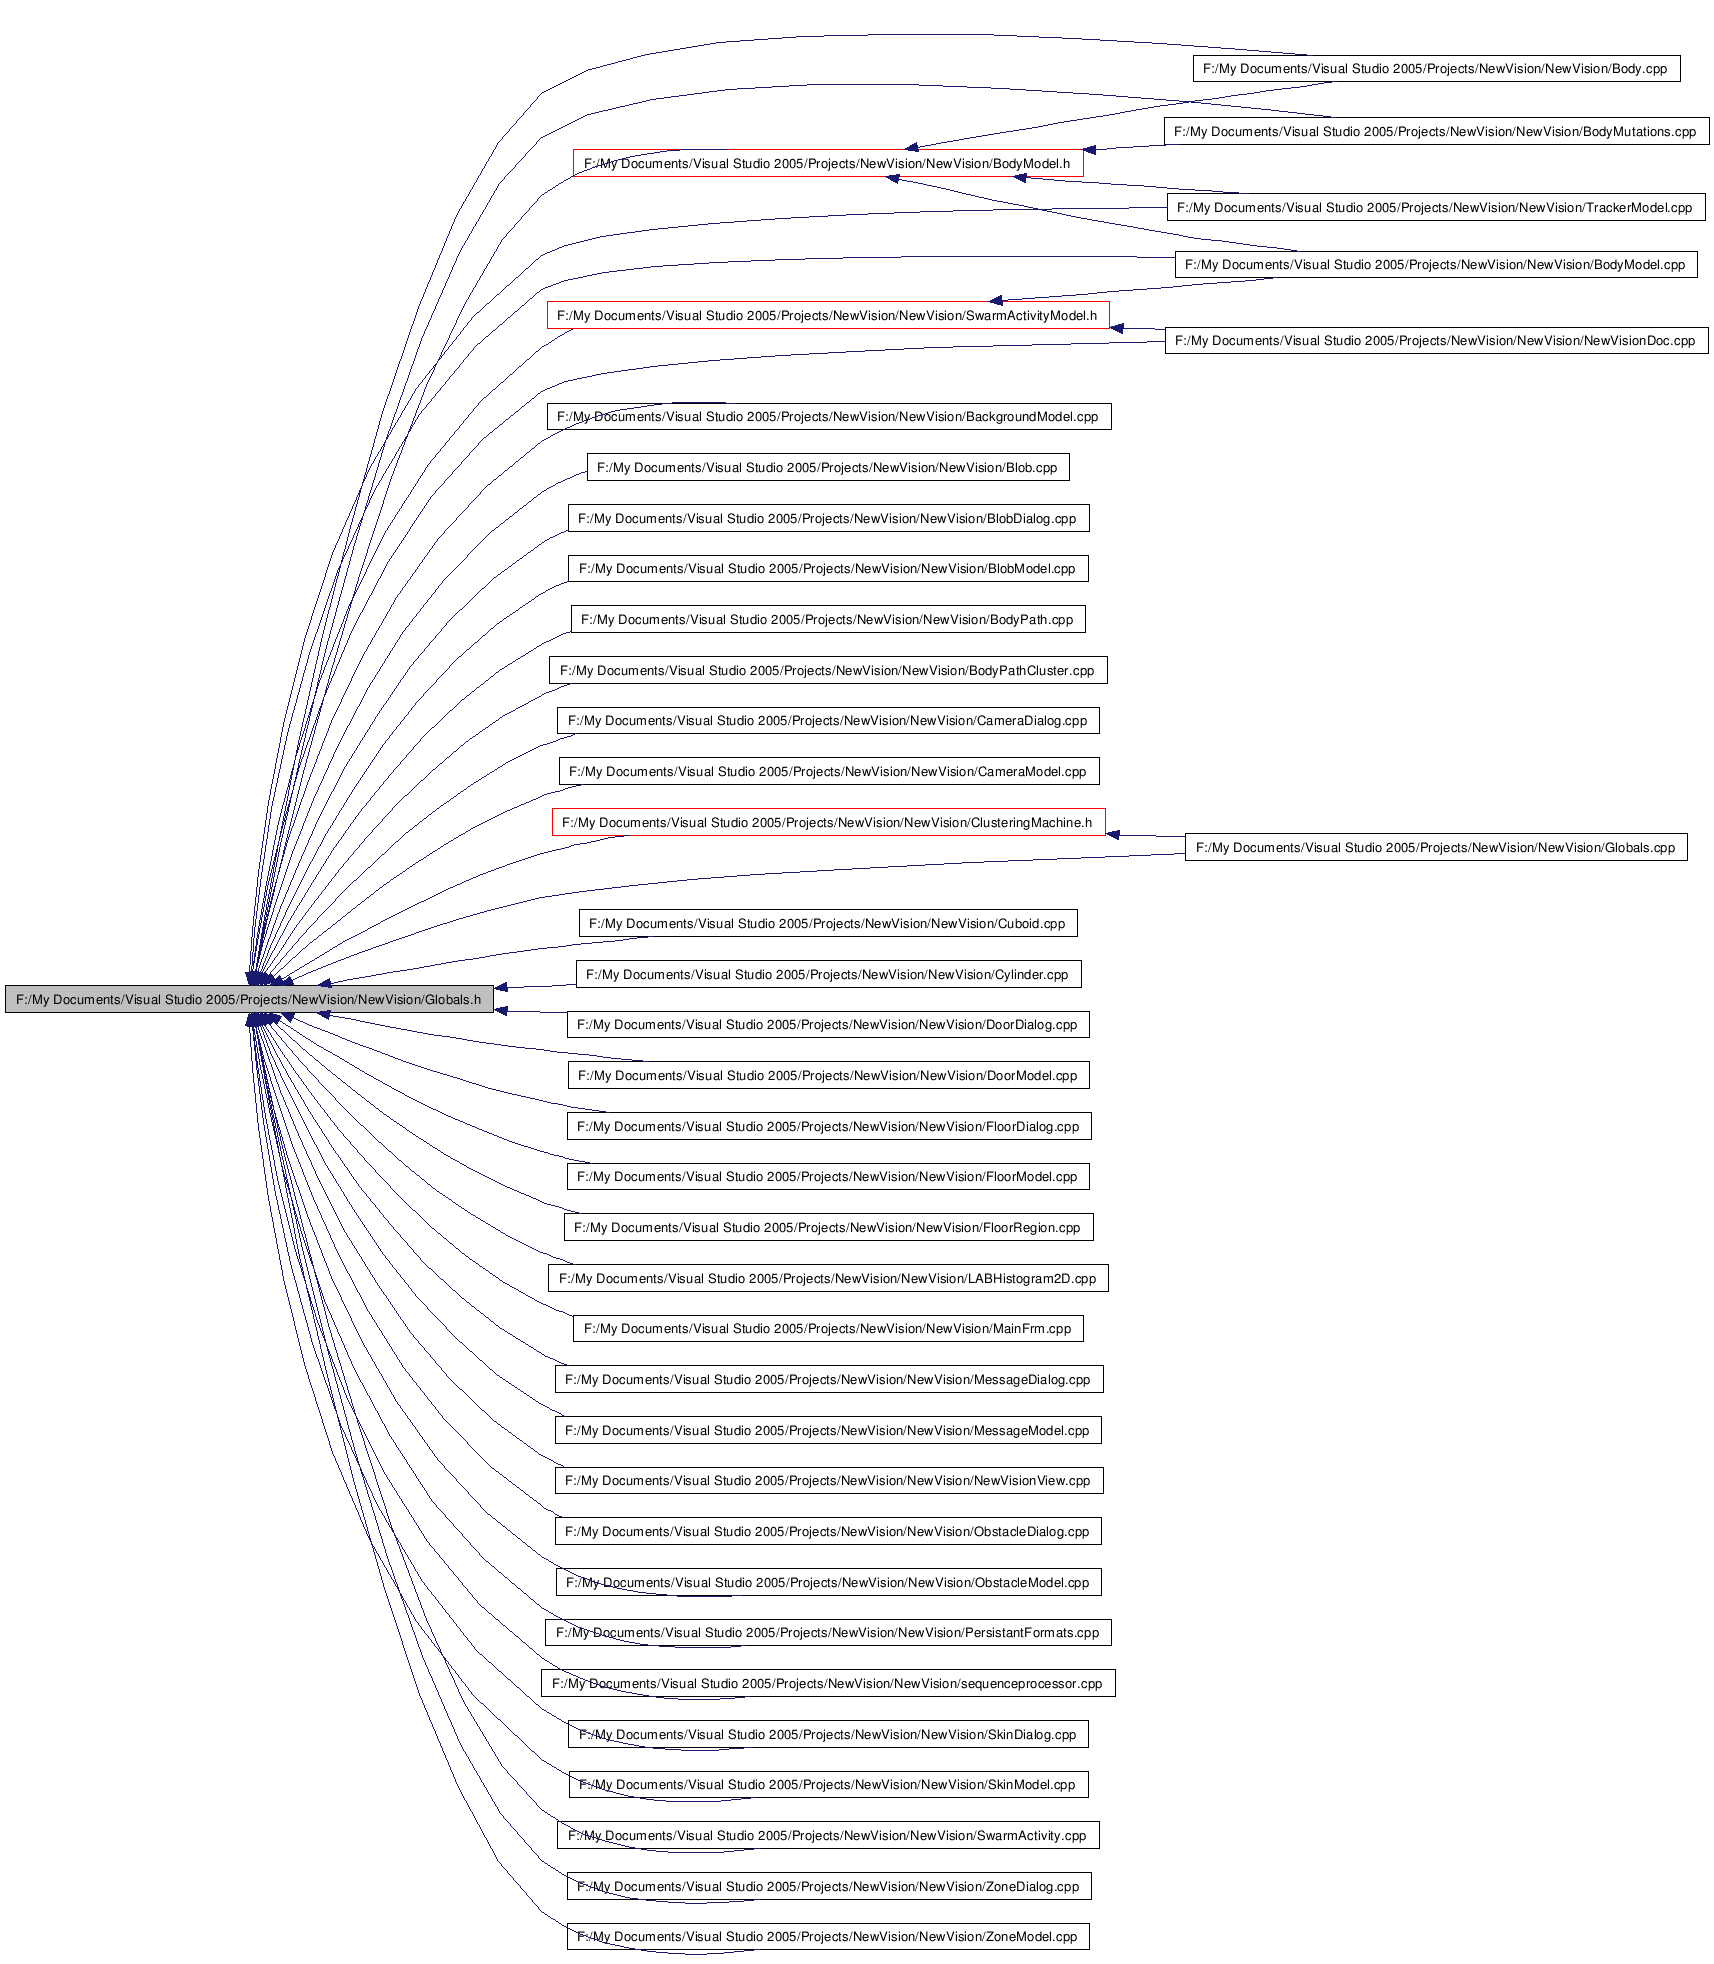 F:/My Documents/Visual Studio 2005/Projects/NewVision/NewVision/Body.cpp
F:/My Documents/Visual Studio 2005/Projects/NewVision/NewVision/BodyMutations.cpp
F:/My Documents/Visual Studio 2005/Projects/NewVision/NewVision/BodyModel.h
F:/My Documents/Visual Studio 2005/Projects/NewVision/NewVision/TrackerModel.cpp
F:/My Documents/Visual Studio 2005/Projects/NewVision/NewVision/BodyModel.cpp
F:/My Documents/Visual Studio 2005/Projects/NewVision/NewVision/SwarmActivityModel.h
F:/My Documents/Visual Studio 2005/Projects/NewVision/NewVision/NewVisionDoc.cpp
F:/My Documents/Visual Studio 2005/Projects/NewVision/NewVision/BackgroundModel.cpp
F:/My Documents/Visual Studio 2005/Projects/NewVision/NewVision/Blob.cpp
F:/My Documents/Visual Studio 2005/Projects/NewVision/NewVision/BlobDialog.cpp
F:/My Documents/Visual Studio 2005/Projects/NewVision/NewVision/BlobModel.cpp
F:/My Documents/Visual Studio 2005/Projects/NewVision/NewVision/BodyPath.cpp
F:/My Documents/Visual Studio 2005/Projects/NewVision/NewVision/BodyPathCluster.cpp
F:/My Documents/Visual Studio 2005/Projects/NewVision/NewVision/CameraDialog.cpp
F:/My Documents/Visual Studio 2005/Projects/NewVision/NewVision/CameraModel.cpp
F:/My Documents/Visual Studio 2005/Projects/NewVision/NewVision/ClusteringMachine.h
F:/My Documents/Visual Studio 2005/Projects/NewVision/NewVision/Globals.cpp
F:/My Documents/Visual Studio 2005/Projects/NewVision/NewVision/Cuboid.cpp
F:/My Documents/Visual Studio 2005/Projects/NewVision/NewVision/Cylinder.cpp
F:/My Documents/Visual Studio 2005/Projects/NewVision/NewVision/Globals.h
F:/My Documents/Visual Studio 2005/Projects/NewVision/NewVision/DoorDialog.cpp
F:/My Documents/Visual Studio 2005/Projects/NewVision/NewVision/DoorModel.cpp
F:/My Documents/Visual Studio 2005/Projects/NewVision/NewVision/FloorDialog.cpp
F:/My Documents/Visual Studio 2005/Projects/NewVision/NewVision/FloorModel.cpp
F:/My Documents/Visual Studio 2005/Projects/NewVision/NewVision/FloorRegion.cpp
F:/My Documents/Visual Studio 2005/Projects/NewVision/NewVision/LABHistogram2D.cpp
F:/My Documents/Visual Studio 2005/Projects/NewVision/NewVision/MainFrm.cpp
F:/My Documents/Visual Studio 2005/Projects/NewVision/NewVision/MessageDialog.cpp
F:/My Documents/Visual Studio 2005/Projects/NewVision/NewVision/MessageModel.cpp
F:/My Documents/Visual Studio 2005/Projects/NewVision/NewVision/NewVisionView.cpp
F:/My Documents/Visual Studio 2005/Projects/NewVision/NewVision/ObstacleDialog.cpp
F:/My Documents/Visual Studio 2005/Projects/NewVision/NewVision/ObstacleModel.cpp
F:/My Documents/Visual Studio 2005/Projects/NewVision/NewVision/PersistantFormats.cpp
F:/My Documents/Visual Studio 2005/Projects/NewVision/NewVision/sequenceprocessor.cpp
F:/My Documents/Visual Studio 2005/Projects/NewVision/NewVision/SkinDialog.cpp
F:/My Documents/Visual Studio 2005/Projects/NewVision/NewVision/SkinModel.cpp
F:/My Documents/Visual Studio 2005/Projects/NewVision/NewVision/SwarmActivity.cpp
F:/My Documents/Visual Studio 2005/Projects/NewVision/NewVision/ZoneDialog.cpp
F:/My Documents/Visual Studio 2005/Projects/NewVision/NewVision/ZoneModel.cpp